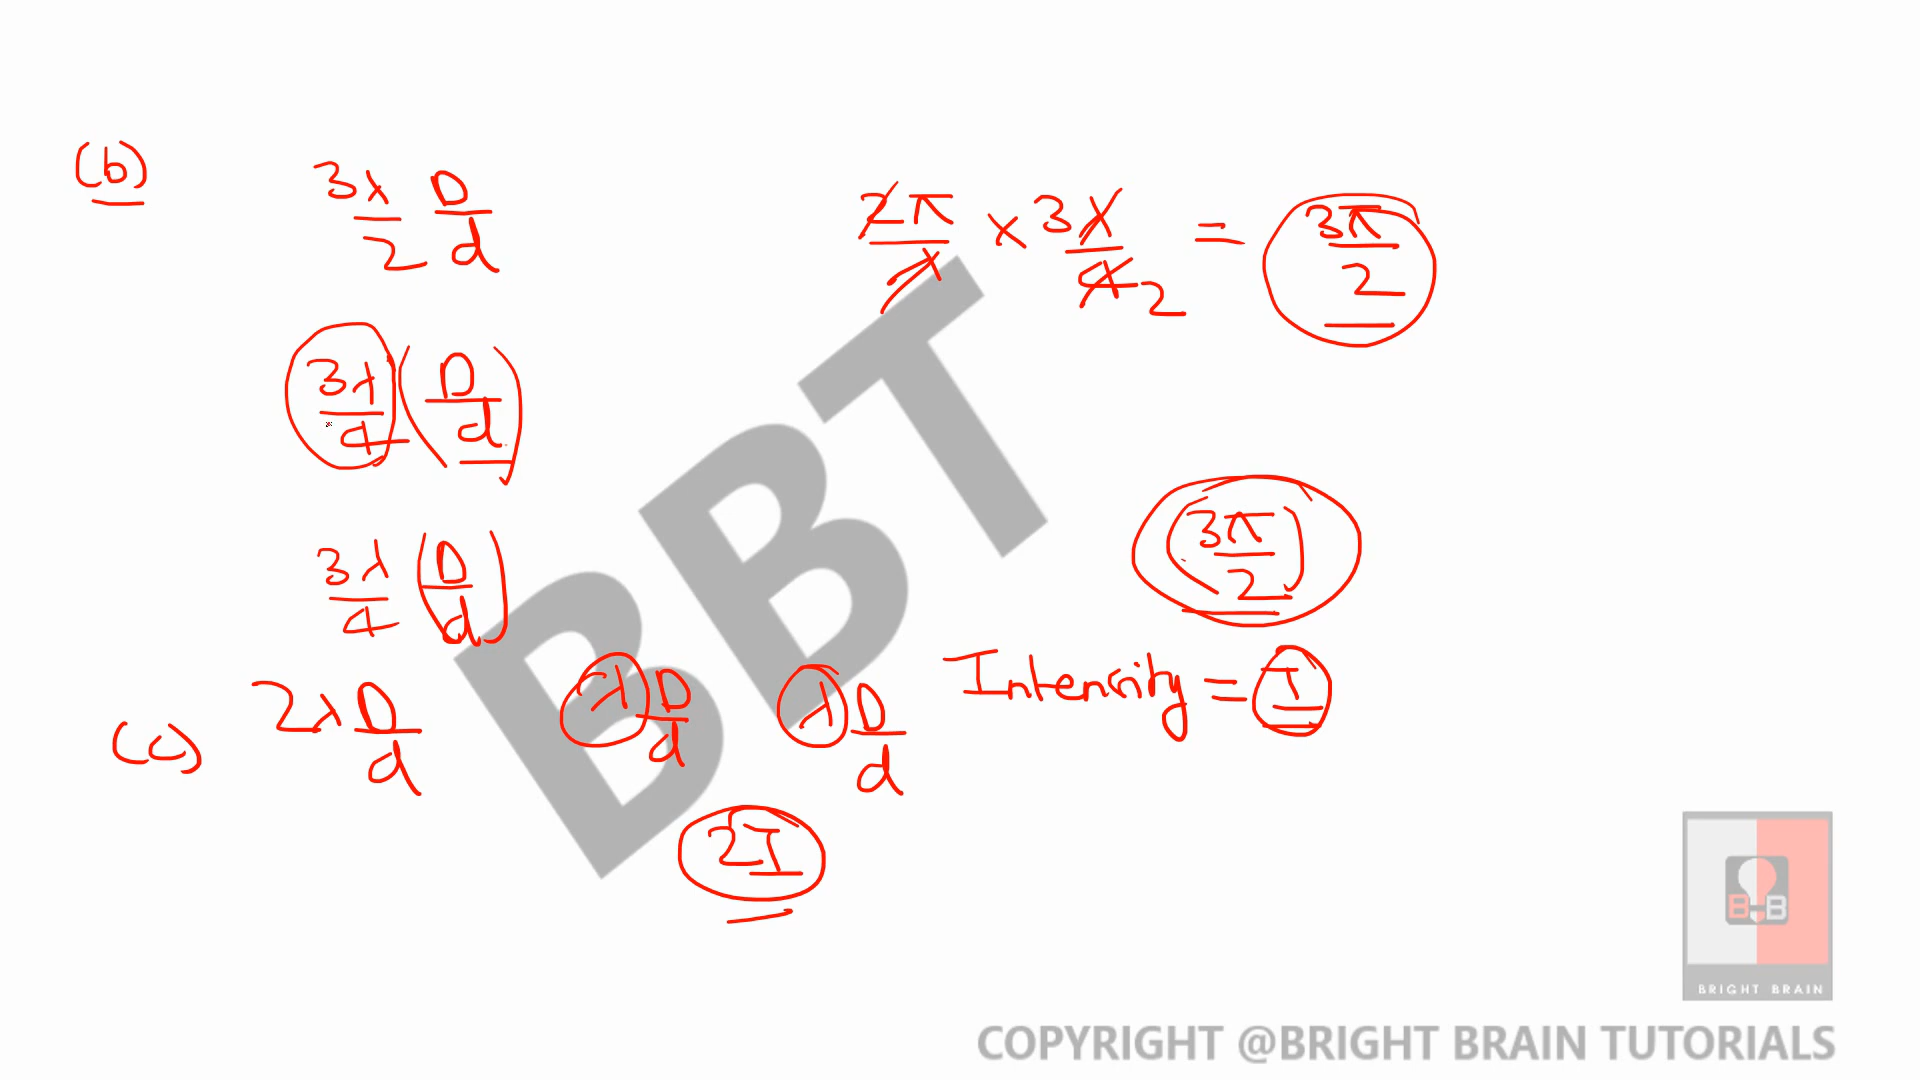 (b) 3λ/2 D/d
2π/λ × 3λ/4 2 = 3π/2
3λ/4 (D/d)
3λ/4 (D/d)
(3π/2)
(c) 2λ D/d λ D/d λ D/d
Intensity = I
2I
BBT
B-B
BRIGHT BRAIN
COPYRIGHT @BRIGHT BRAIN TUTORIALS